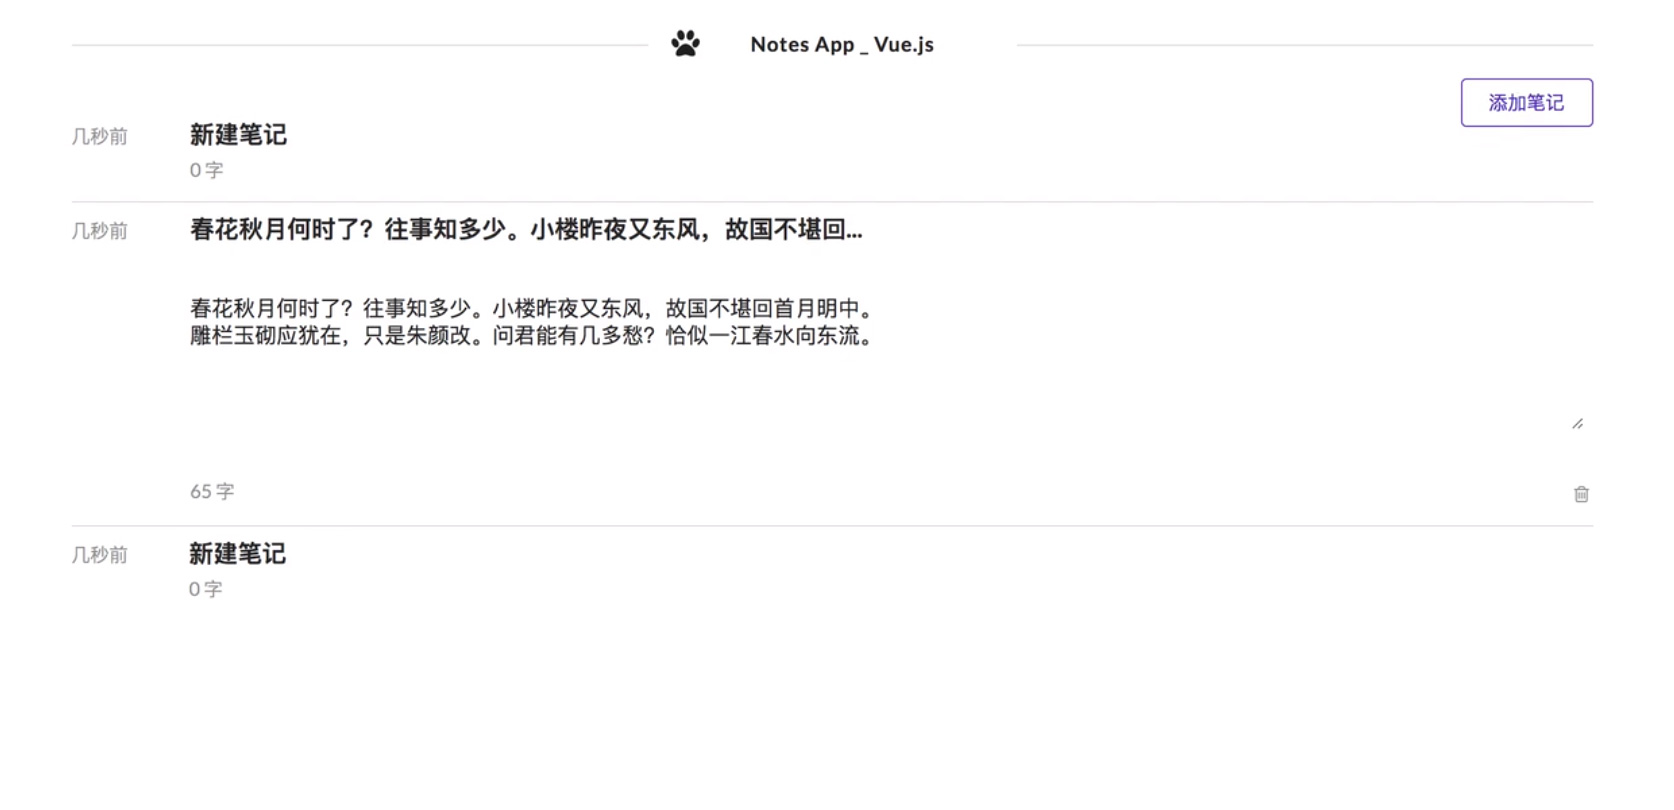 Notes App _ Vue.js
添加笔记
几秒前
新建笔记
0 字
几秒前
春花秋月何时了？往事知多少。小楼昨夜又东风，故国不堪回...
春花秋月何时了？往事知多少。小楼昨夜又东风，故国不堪回首月明中。
雕栏玉砌应犹在，只是朱颜改。问君能有几多愁？恰似一江春水向东流。
65 字
几秒前
新建笔记
0 字